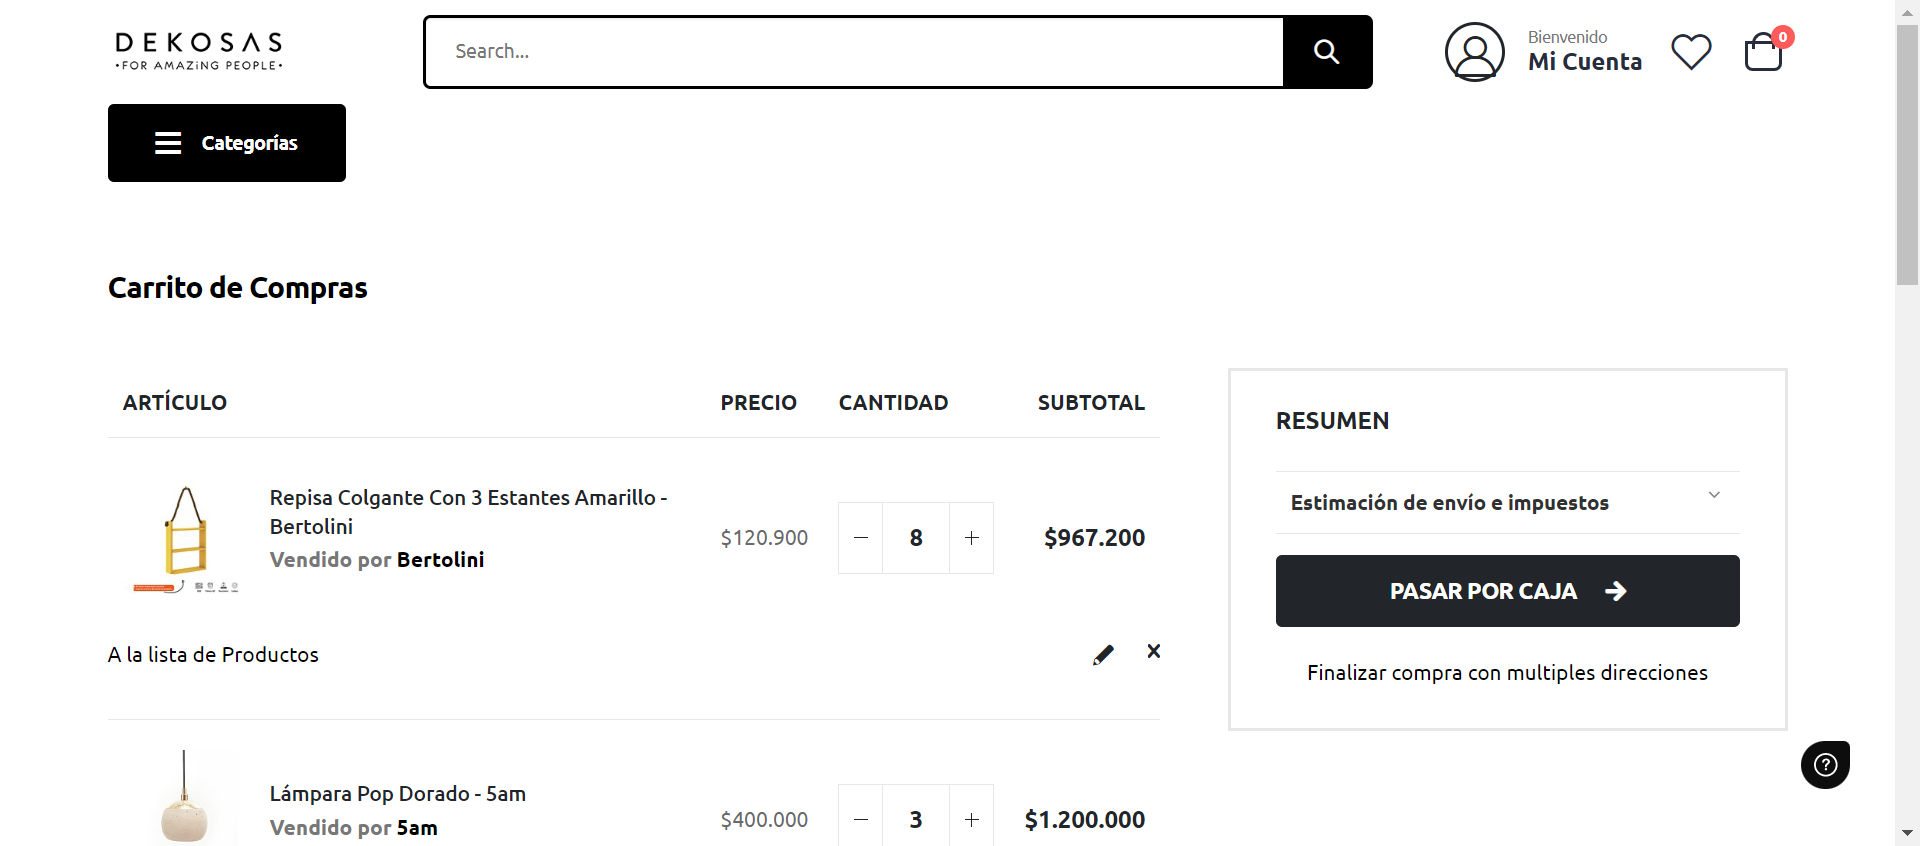 DEKOSAS
•FOR AMAZiNG PEOPLE•
Search...
Bienvenido
Mi Cuenta
0
Categorías
Carrito de Compras
ARTÍCULO PRECIO CANTIDAD SUBTOTAL
Repisa Colgante Con 3 Estantes Amarillo -
Bertolini
Vendido por Bertolini
$120.900 8 $967.200
A la lista de Productos
Lámpara Pop Dorado - 5am
Vendido por 5am
$400.000 3 $1.200.000
RESUMEN
Estimación de envío e impuestos
PASAR POR CAJA
Finalizar compra con multiples direcciones